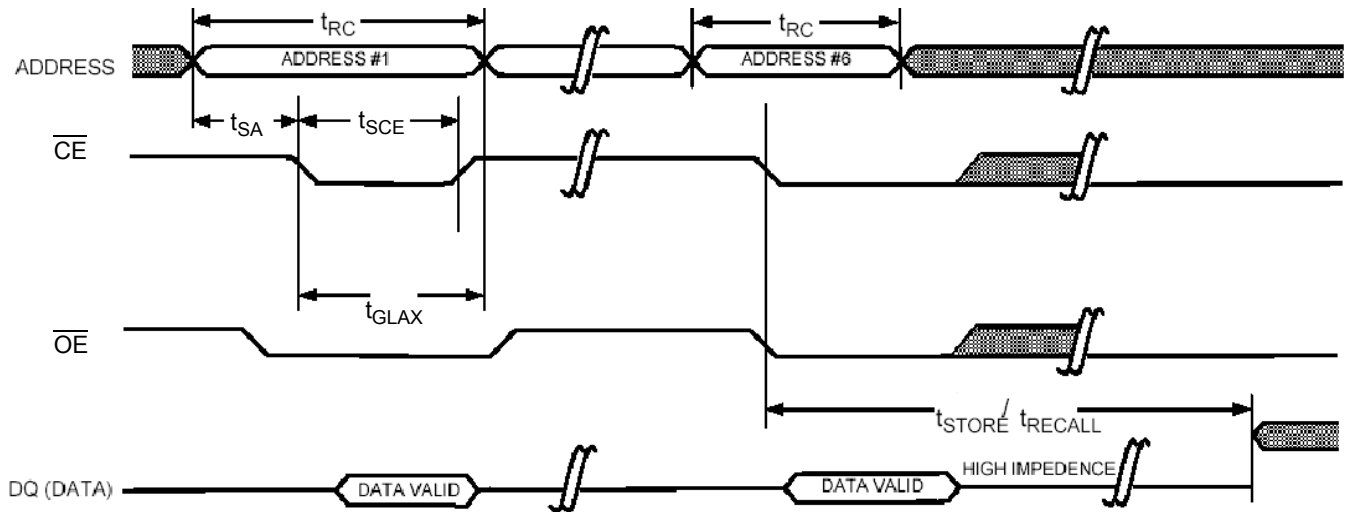 tRC
tRC
ADDRESS
ADDRESS #1
ADDRESS #6
tSA
tSCE
CE
tGLAX
OE
tSTORE / tRECALL
HIGH IMPEDENCE
DQ (DATA)
DATA VALID
DATA VALID